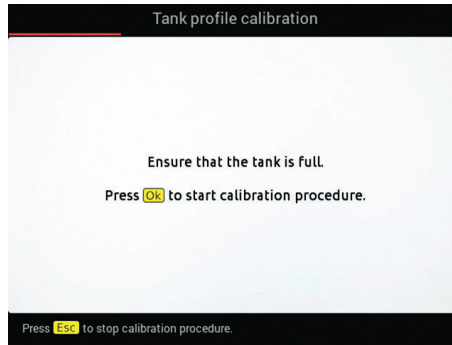 Tank profile calibration
Ensure that the tank is full.
Press Ok to start calibration procedure.
Press Esc to stop calibration procedure.